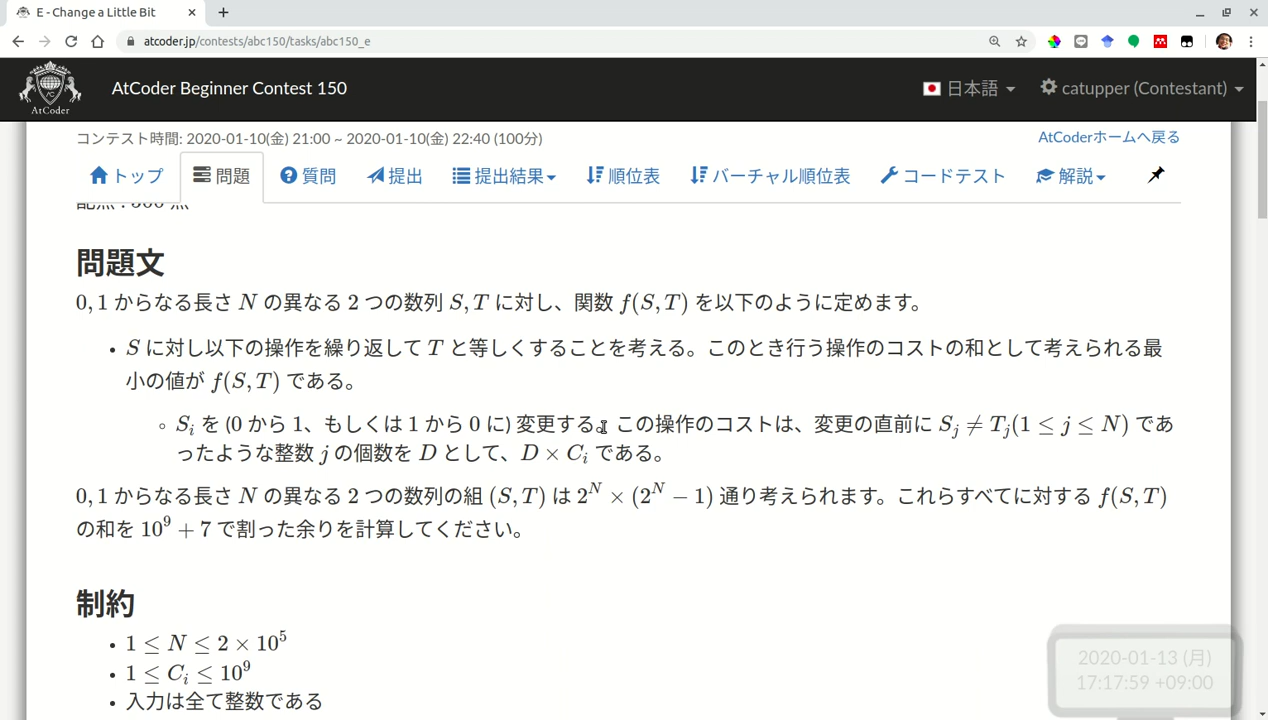 E - Change a Little Bit
atcoder.jp/contests/abc150/tasks/abc150_e
AtCoder Beginner Contest 150
日本語
catupper (Contestant)
AtCoder
コンテスト時間: 2020-01-10(金) 21:00 ~ 2020-01-10(金) 22:40 (100分)
AtCoderホームへ戻る
トップ 問題 質問 提出 提出結果 順位表 バーチャル順位表 コードテスト 解説
配点 : 500 点
問題文
0, 1 からなる長さ N の異なる 2 つの数列 S, T に対し、関数 f(S, T) を以下のように定めます。
• S に対し以下の操作を繰り返して T と等しくすることを考える。このとき行う操作のコストの和として考えられる最
小の値が f(S, T) である。
◦ S_i を (0 から 1、もしくは 1 から 0 に) 変更する。この操作のコストは、変更の直前に S_j ≠ T_j(1 ≤ j ≤ N) であ
ったような整数 j の個数を D として、D × C_i である。
0, 1 からなる長さ N の異なる 2 つの数列の組 (S, T) は 2^N × (2^N − 1) 通り考えられます。これらすべてに対する f(S, T)
の和を 10^9 + 7 で割った余りを計算してください。
制約
• 1 ≤ N ≤ 2 × 10^5
• 1 ≤ C_i ≤ 10^9
• 入力は全て整数である
2020-01-13 (月)
17:17:59 +09:00